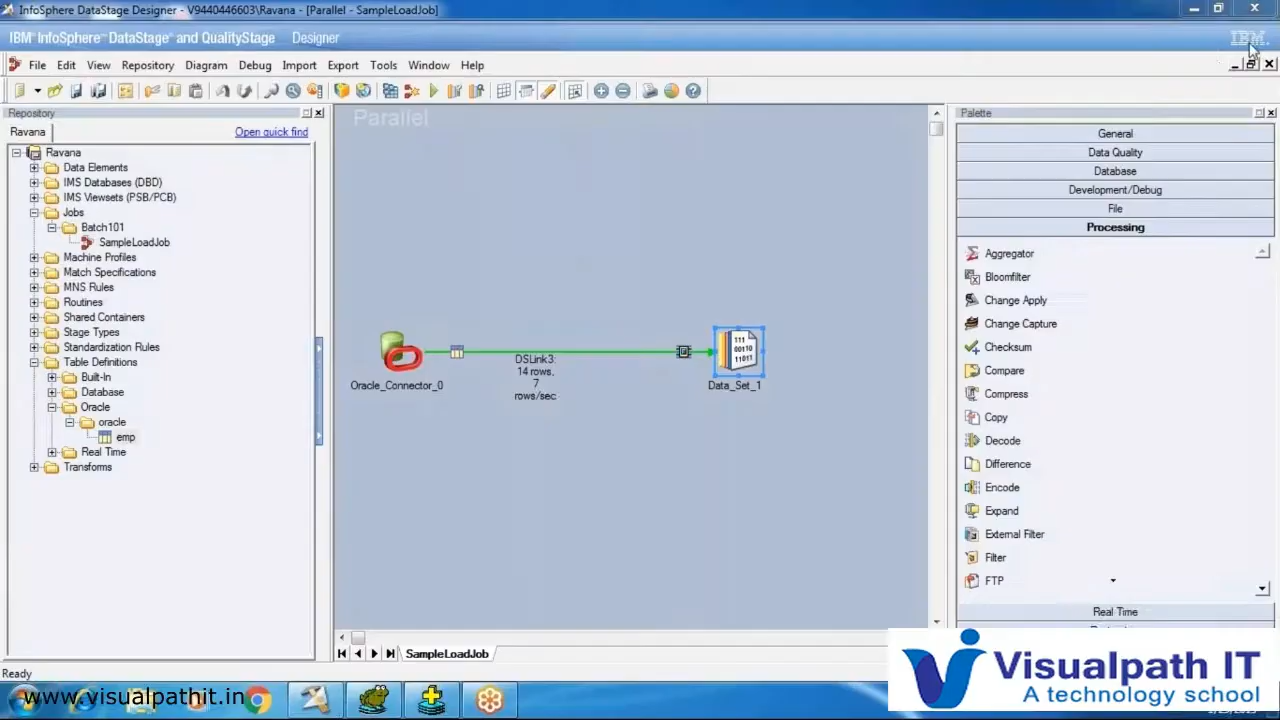 InfoSphere DataStage Designer - V9440446603\Ravana - [Parallel - SampleLoadJob]
IBM InfoSphere DataStage and QualityStage Designer
IBM.
File Edit View Repository Diagram Debug Import Export Tools Window Help
Repository
Ravana
Open quick find
Ravana
Data Elements
IMS Databases (DBD)
IMS Viewsets (PSB/PCB)
Jobs
Batch101
SampleLoadJob
Machine Profiles
Match Specifications
MNS Rules
Routines
Shared Containers
Stage Types
Standardization Rules
Table Definitions
Built-In
Database
Oracle
oracle
emp
Real Time
Transforms
Parallel
Oracle_Connector_0
DSLink3:
14 rows,
7
rows/sec
111
00110
11011
Data_Set_1
SampleLoadJob
Palette
General
Data Quality
Database
Development/Debug
File
Processing
Aggregator
Bloomfilter
Change Apply
Change Capture
Checksum
Compare
Compress
Copy
Decode
Difference
Encode
Expand
External Filter
Filter
FTP
Real Time
Ready
www.visualpathit.in
Visualpath IT
A technology school